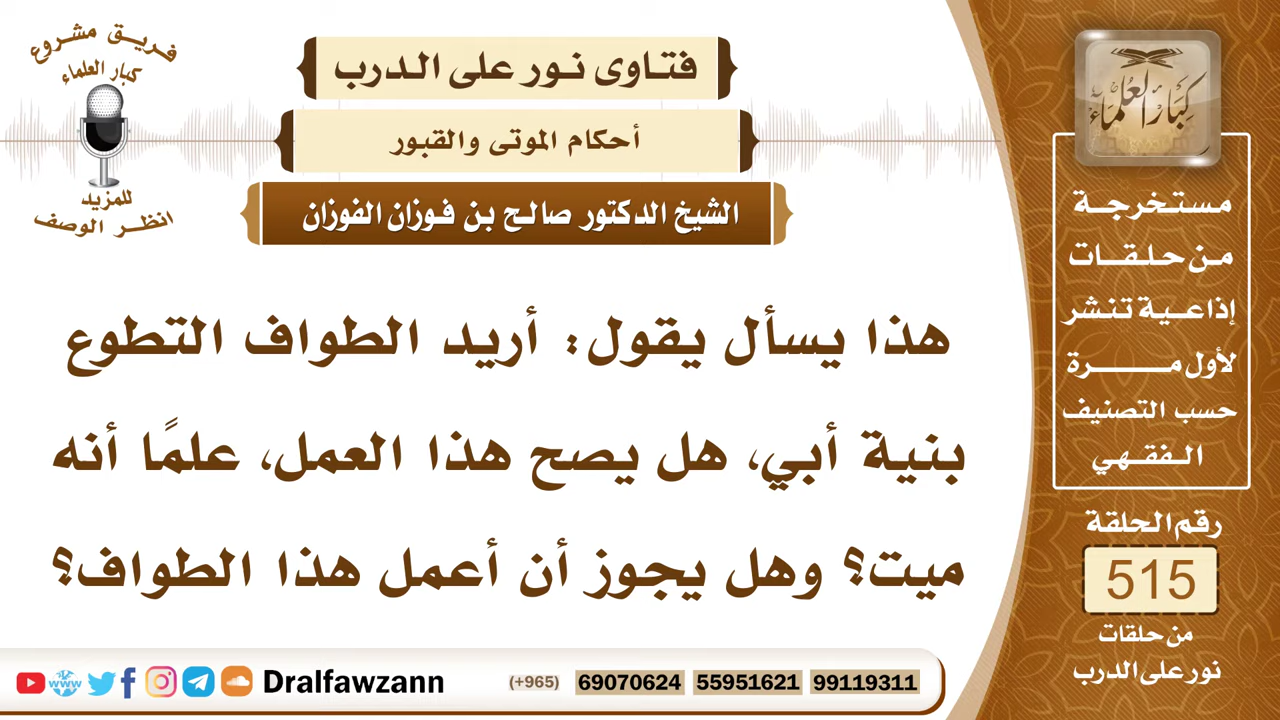 فريق مشروع
كبار العلماء
للمزيد
انظر الوصف
فتاوى نور على الدرب
أحكام الموتى والقبور
الشيخ الدكتور صالح بن فوزان الفوزان
هذا يسأل يقول: أريد الطواف التطوع
بنية أبي، هل يصح هذا العمل، علمًا أنه
ميت؟ وهل يجوز أن أعمل هذا الطواف؟
كبار العلماء
مستخرجة
من حلقات
إذاعية تنشر
لأول مرة
حسب التصنيف
الفقهي
رقم الحلقة
515
من حلقات
نور على الدرب
www Dralfawzann (+965) 69070624 55951621 99119311